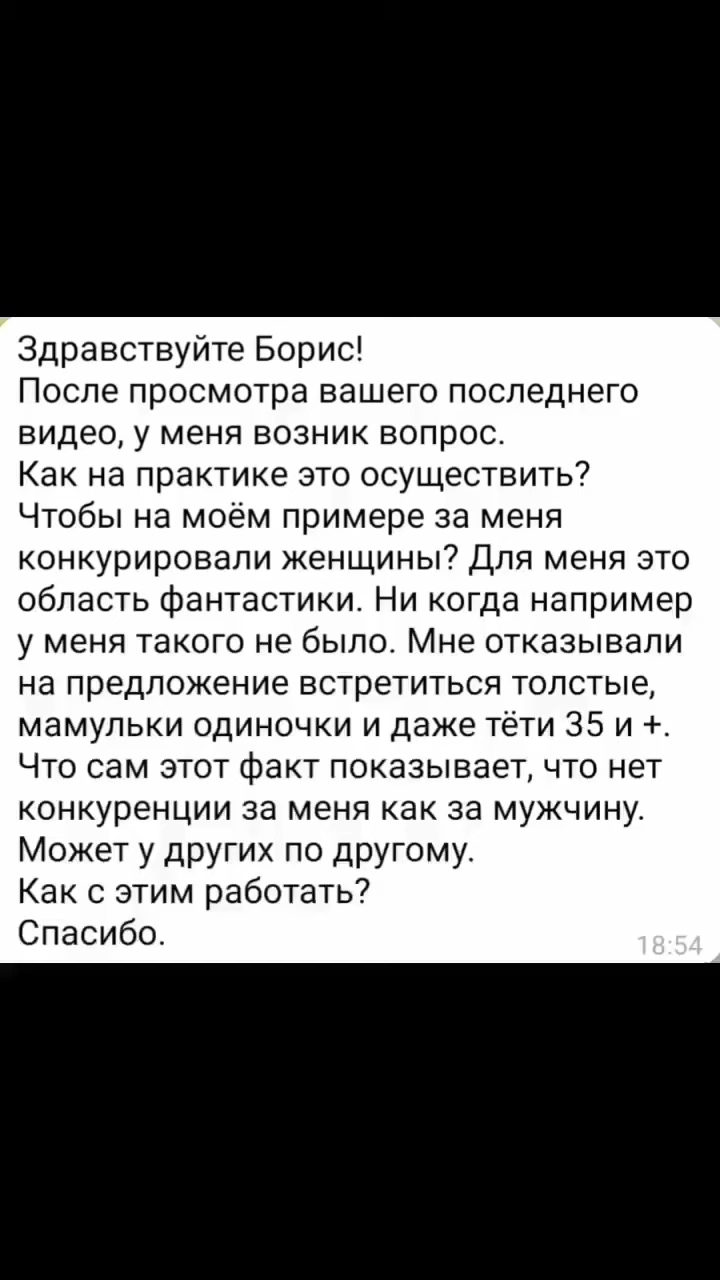 Здравствуйте Борис!
После просмотра вашего последнего
видео, у меня возник вопрос.
Как на практике это осуществить?
Чтобы на моём примере за меня
конкурировали женщины? Для меня это
область фантастики. Ни когда например
у меня такого не было. Мне отказывали
на предложение встретиться толстые,
мамульки одиночки и даже тёти 35 и +.
Что сам этот факт показывает, что нет
конкуренции за меня как за мужчину.
Может у других по другому.
Как с этим работать?
Спасибо.
18:54